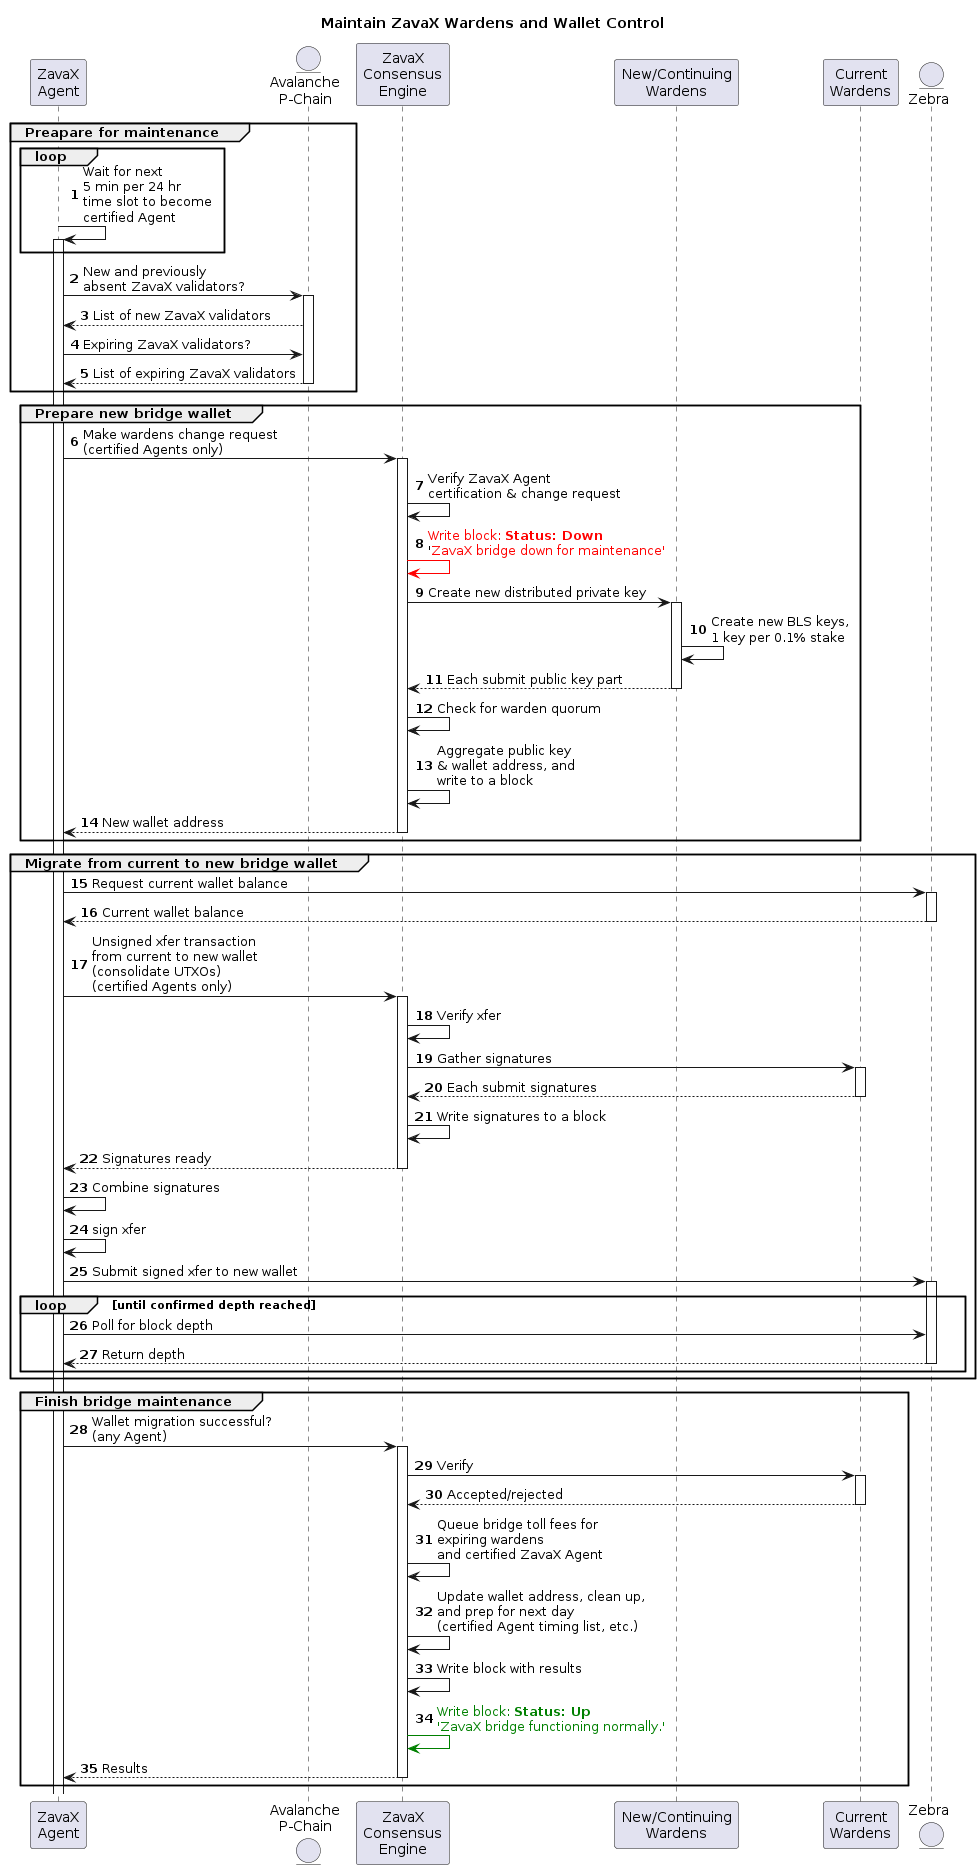 Maintain ZavaX Wardens and Wallet Control
ZavaX
Agent
Avalanche
P-Chain
ZavaX
Consensus
Engine
New/Continuing
Wardens
Current
Wardens
Zebra
Preapare for maintenance
loop
1 Wait for next
5 min per 24 hr
time slot to become
certified Agent
2 New and previously
absent ZavaX validators?
3 List of new ZavaX validators
4 Expiring ZavaX validators?
5 List of expiring ZavaX validators
Prepare new bridge wallet
6 Make wardens change request
(certified Agents only)
7 Verify ZavaX Agent
certification & change request
8 Write block: Status: Down
'ZavaX bridge down for maintenance'
9 Create new distributed private key
10 Create new BLS keys,
1 key per 0.1% stake
11 Each submit public key part
12 Check for warden quorum
13 Aggregate public key
& wallet address, and
write to a block
14 New wallet address
Migrate from current to new bridge wallet
15 Request current wallet balance
16 Current wallet balance
17 Unsigned xfer transaction
from current to new wallet
(consolidate UTXOs)
(certified Agents only)
18 Verify xfer
19 Gather signatures
20 Each submit signatures
21 Write signatures to a block
22 Signatures ready
23 Combine signatures
24 sign xfer
25 Submit signed xfer to new wallet
loop [until confirmed depth reached]
26 Poll for block depth
27 Return depth
Finish bridge maintenance
28 Wallet migration successful?
(any Agent)
29 Verify
30 Accepted/rejected
31 Queue bridge toll fees for
expiring wardens
and certified ZavaX Agent
32 Update wallet address, clean up,
and prep for next day
(certified Agent timing list, etc.)
33 Write block with results
34 Write block: Status: Up
'ZavaX bridge functioning normally.'
35 Results
ZavaX
Agent
Avalanche
P-Chain
ZavaX
Consensus
Engine
New/Continuing
Wardens
Current
Wardens
Zebra